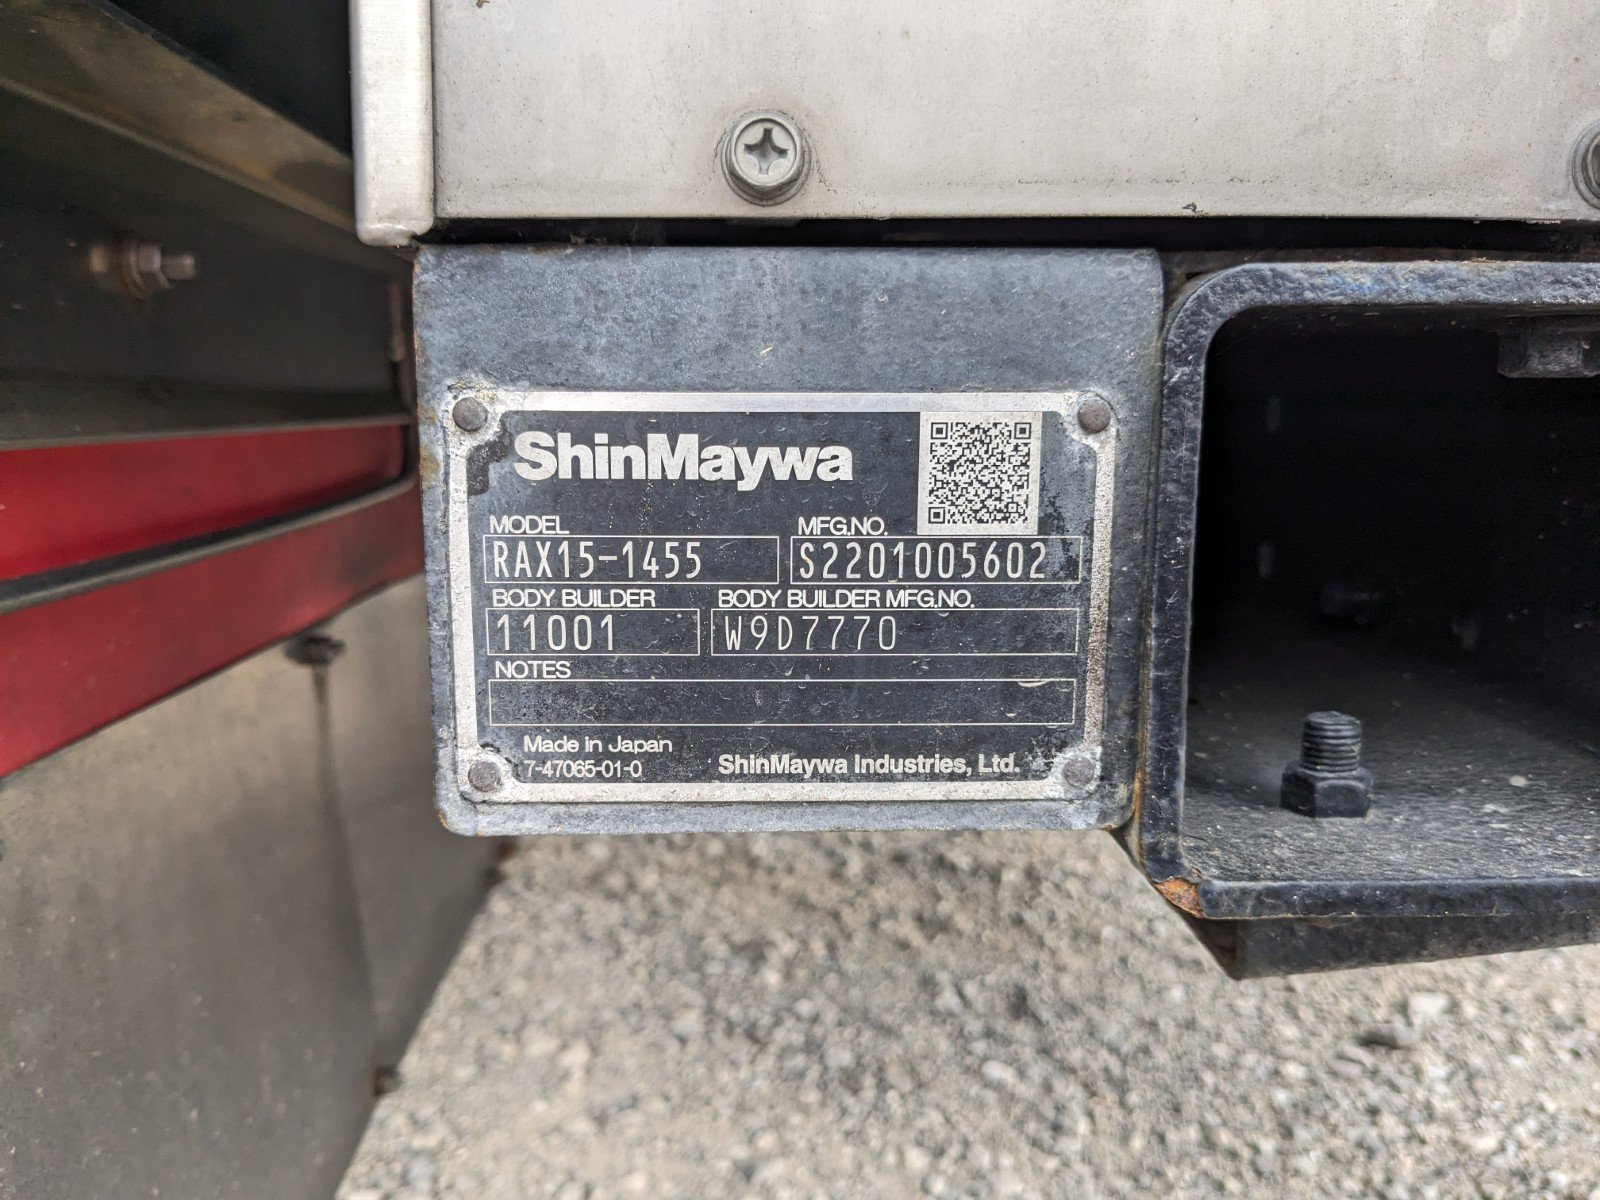 ShinMaywa
MODEL MFG.NO.
RAX15-1455 S2201005602
BODY BUILDER BODY BUILDER MFG.NO.
11001 W9D7770
NOTES
Made in Japan
7-47065-01-0 ShinMaywa Industries, Ltd.